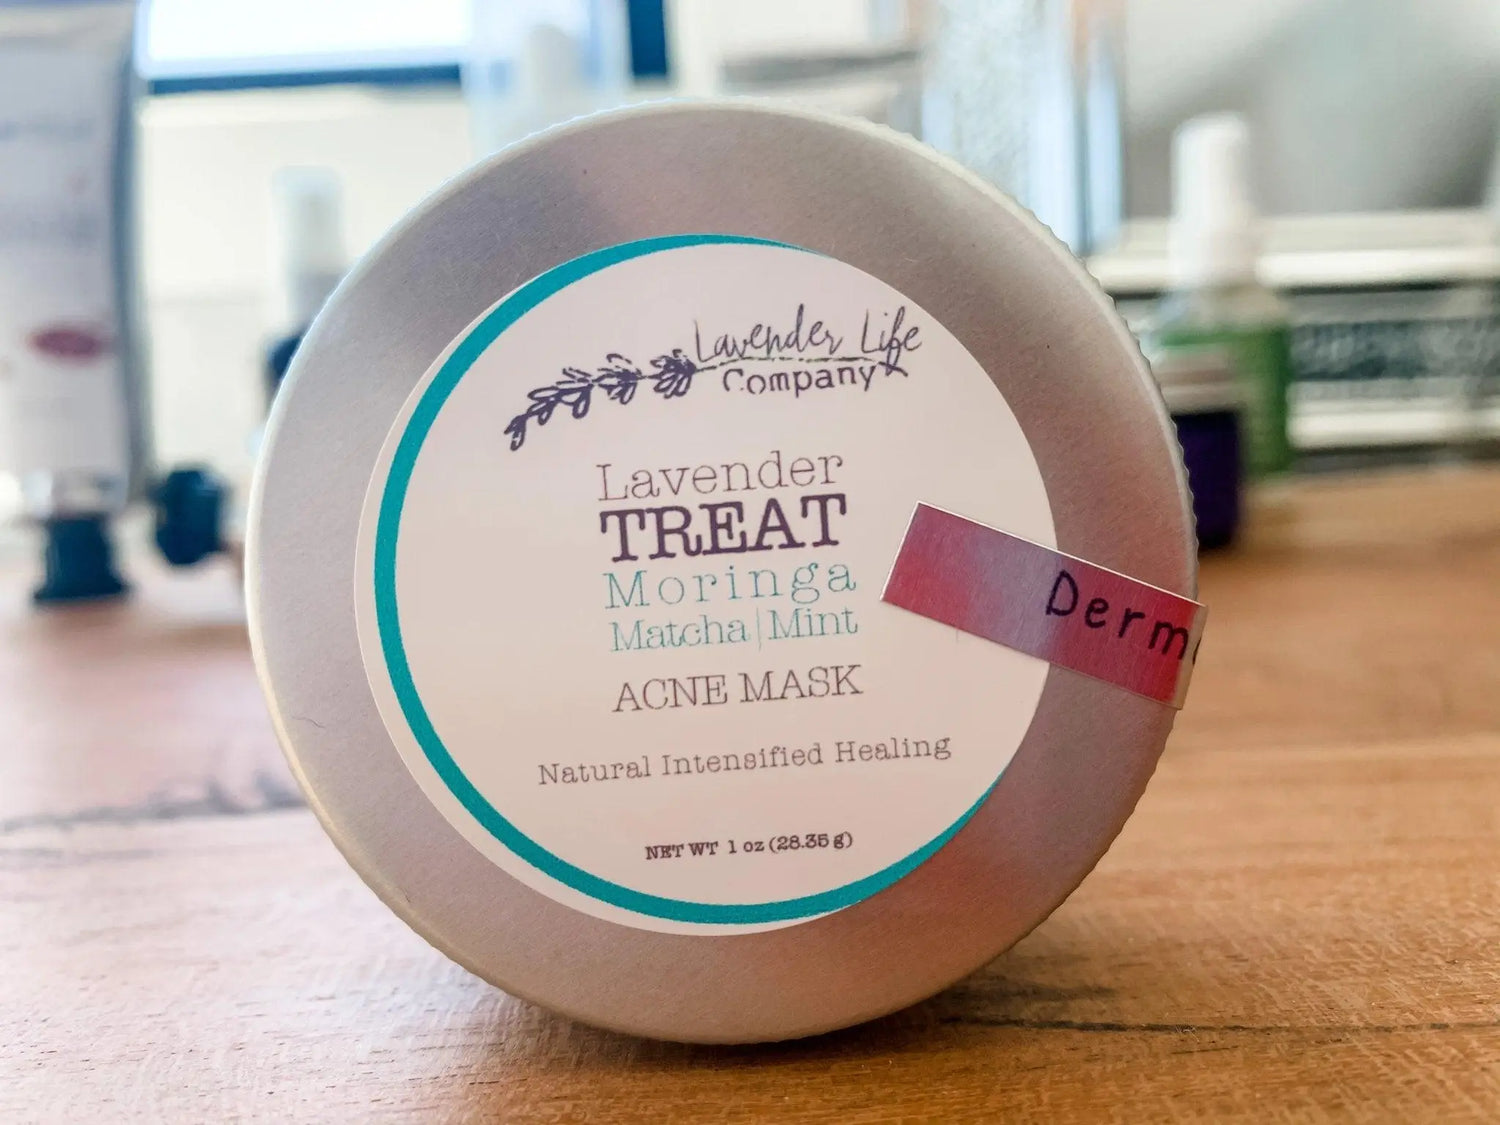 Lavender Life
Company
Lavender
TREAT
Moringa
Matcha | Mint
ACNE MASK
Natural Intensified Healing
NET WT 1 oz (28.35 g)